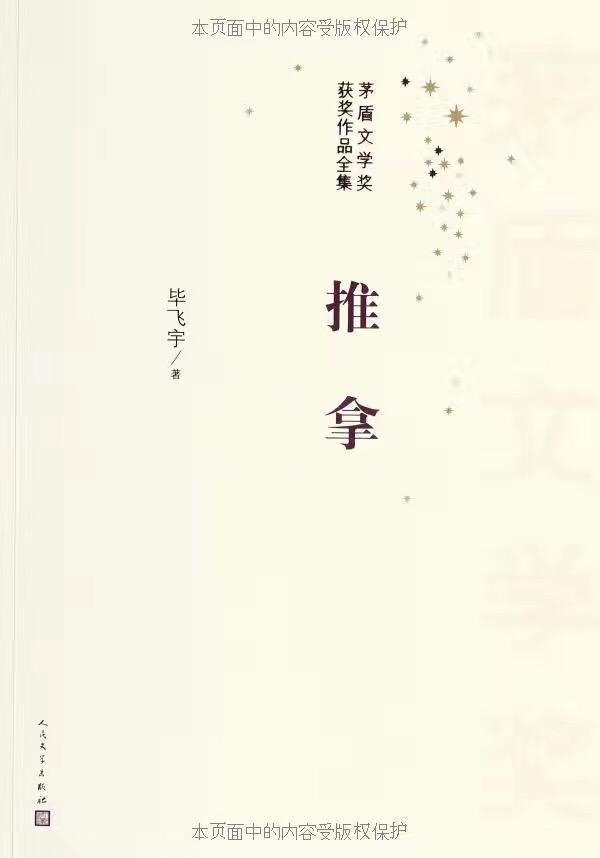 本页面中的内容受版权保护
茅盾文学奖
获奖作品全集
推拿
毕飞宇/著
人民文学出版社
本页面中的内容受版权保护